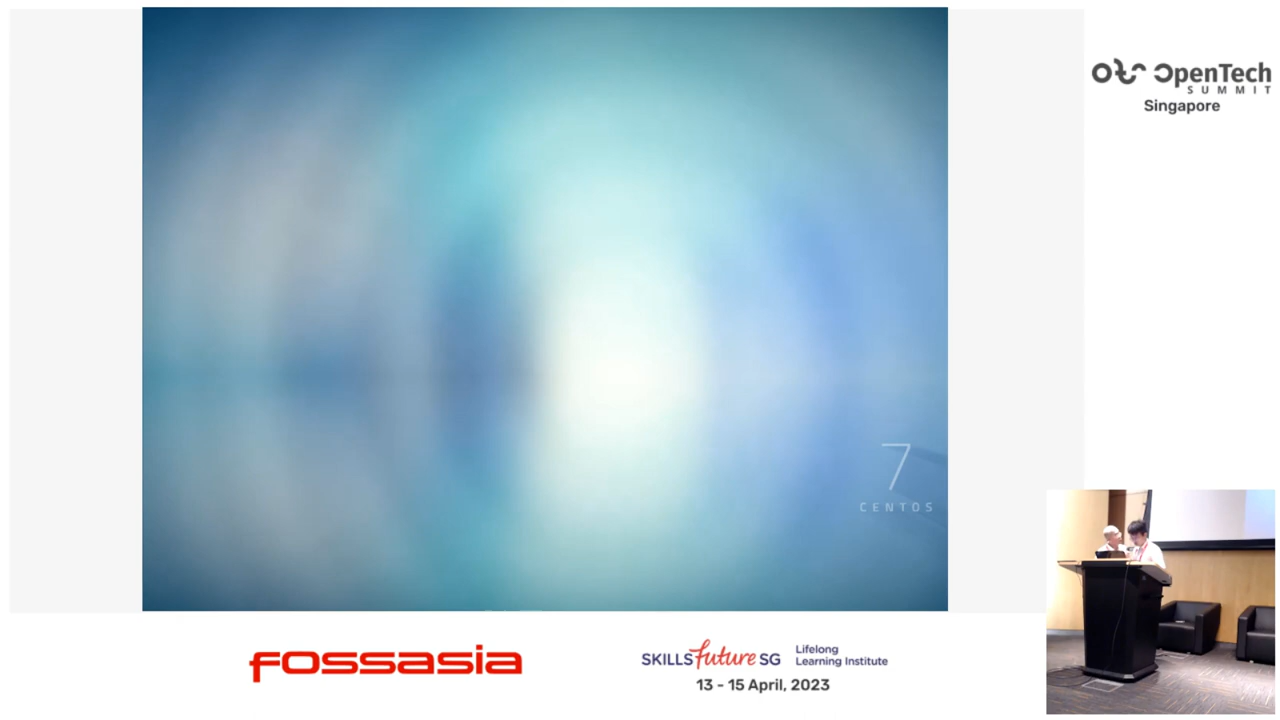 OpenTech
SUMMIT
Singapore
7
CENTOS
fossasia
SKILLSfuture SG
Lifelong
Learning Institute
13 - 15 April, 2023